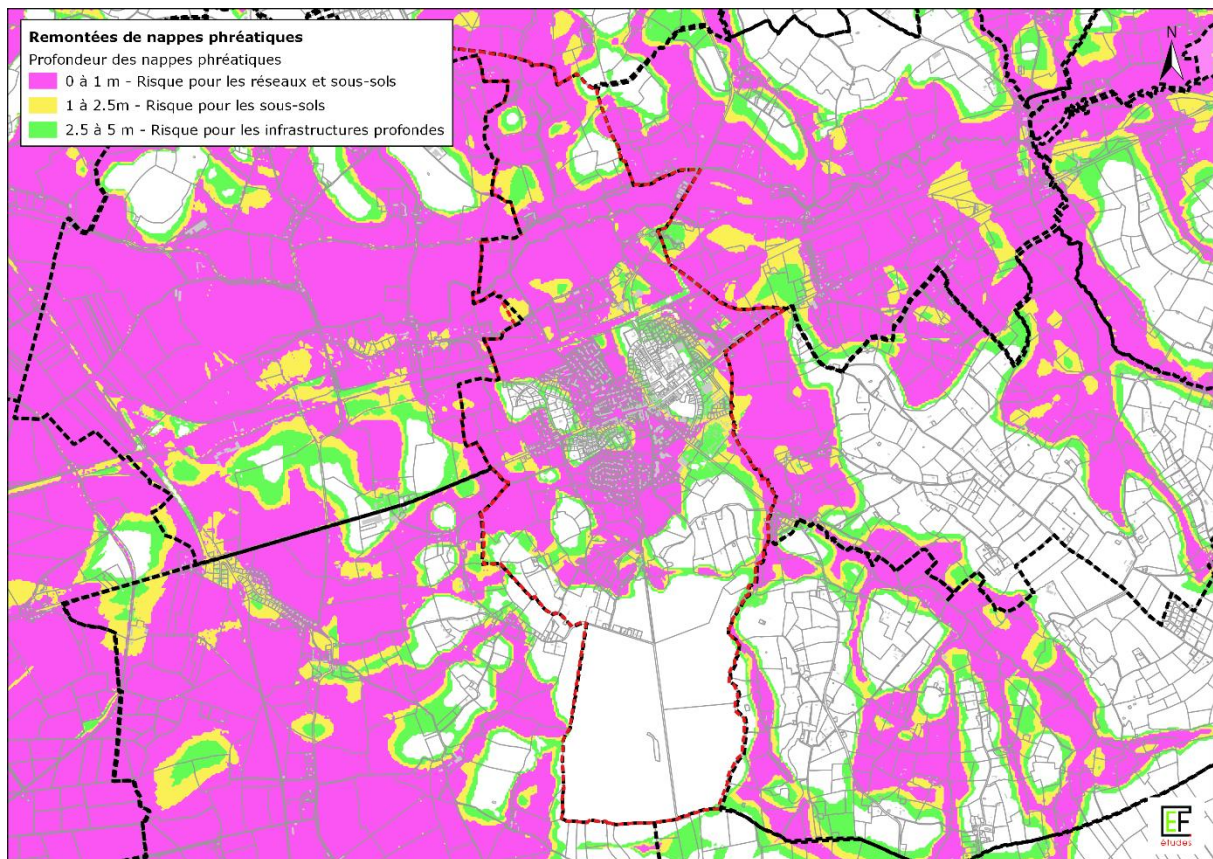 Remontées de nappes phréatiques
Profondeur des nappes phréatiques
0 à 1 m - Risque pour les réseaux et sous-sols
1 à 2.5m - Risque pour les sous-sols
2.5 à 5 m - Risque pour les infrastructures profondes
N
EF
études